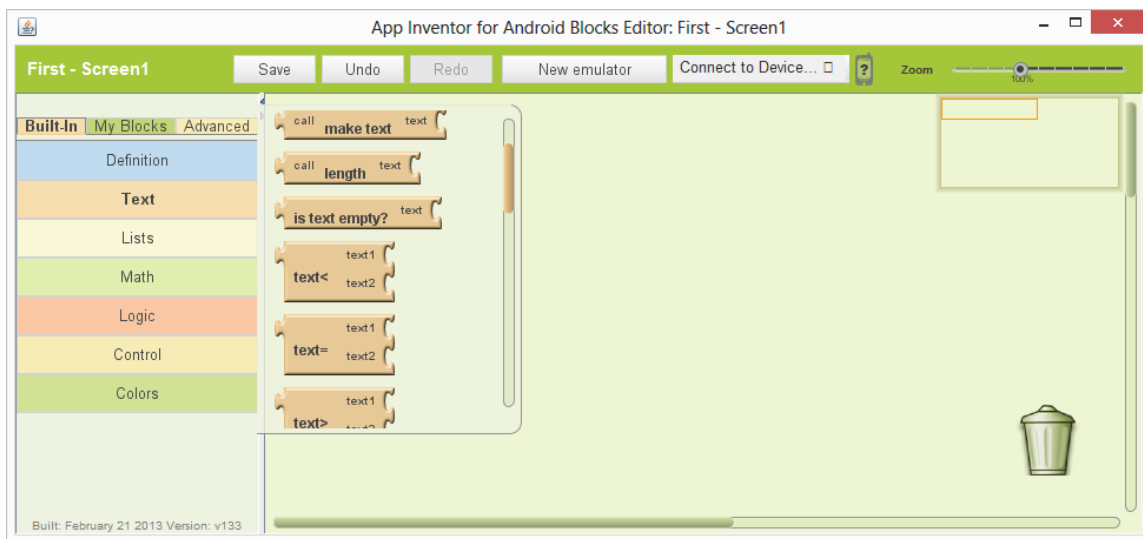 App Inventor for Android Blocks Editor: First - Screen1
First - Screen1 Save Undo Redo New emulator Connect to Device... ? Zoom
100%
Built-In My Blocks Advanced
Definition
Text
Lists
Math
Logic
Control
Colors
call make text text
call length text
is text empty? text
text1
text< text2
text1
text= text2
text1
text> text2
Built: February 21 2013 Version: v133